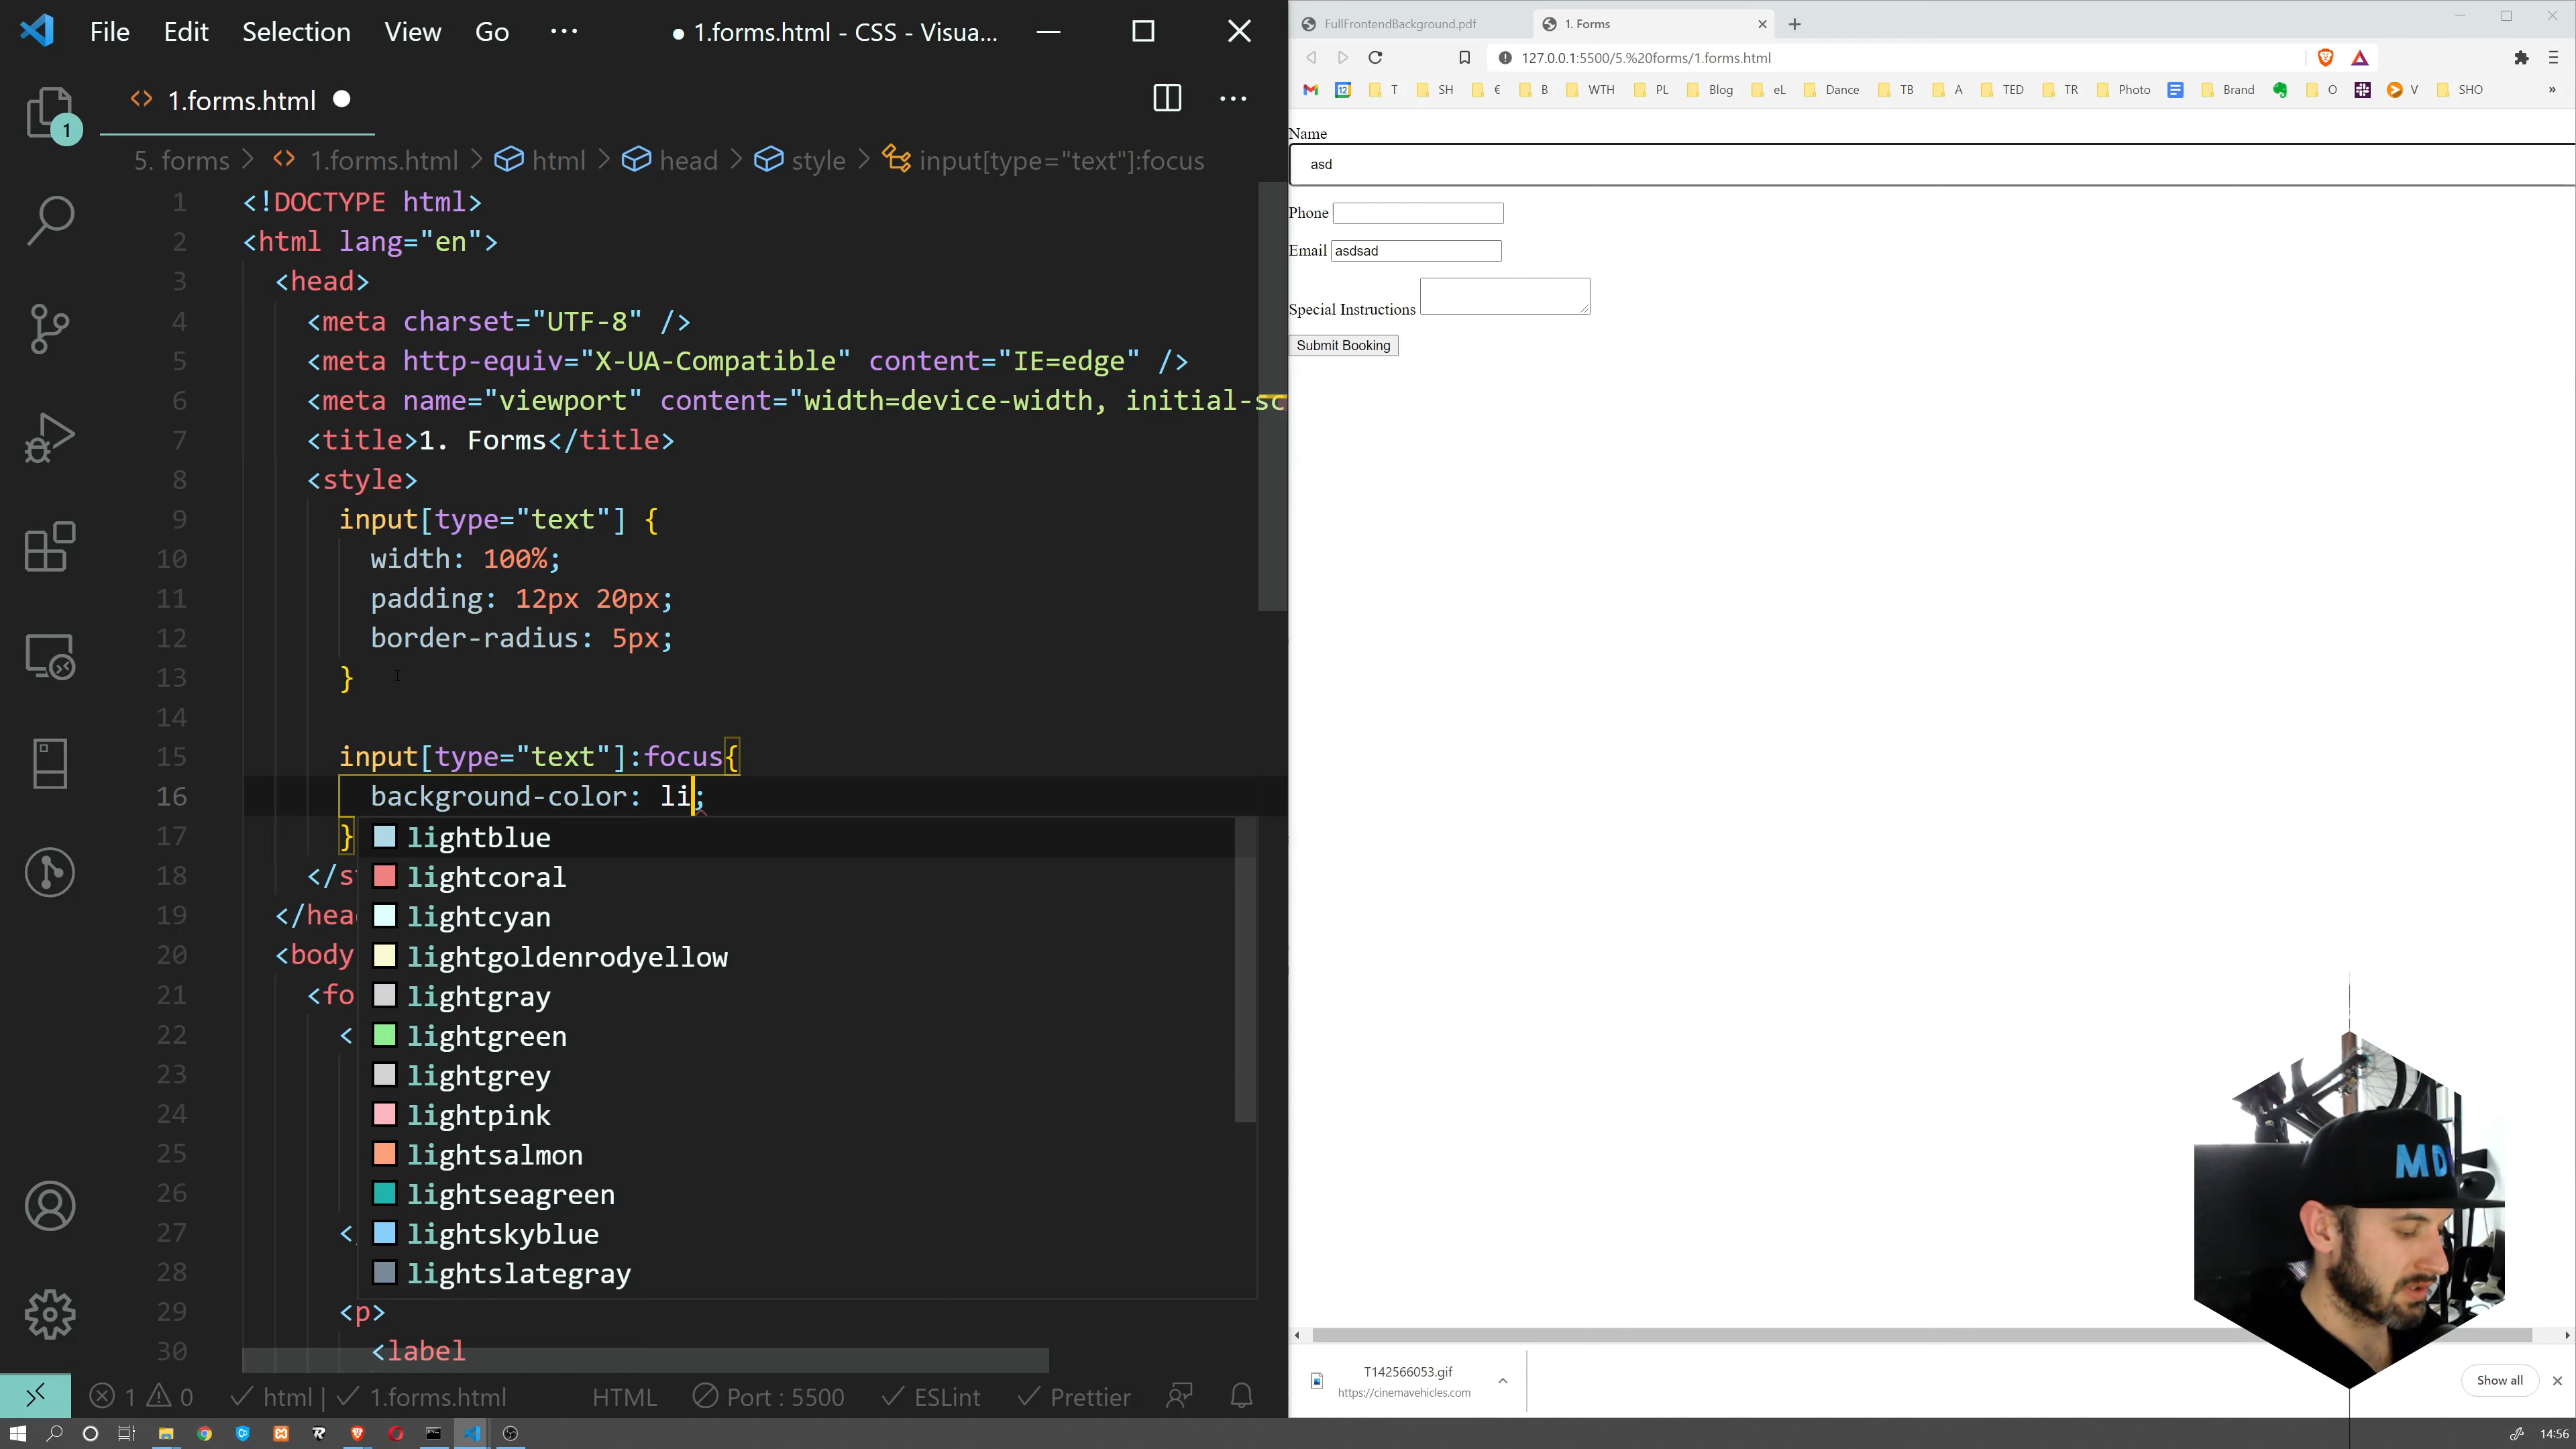 File Edit Selection View Go ··· ● 1.forms.html - CSS - Visua...
1.forms.html
1
5. forms > 1.forms.html > html > head > style > input[type="text"]:focus
1 <!DOCTYPE html>
2 <html lang="en">
3 <head>
4 <meta charset="UTF-8" />
5 <meta http-equiv="X-UA-Compatible" content="IE=edge" />
6 <meta name="viewport" content="width=device-width, initial-sc
7 <title>1. Forms</title>
8 <style>
9 input[type="text"] {
10 width: 100%;
11 padding: 12px 20px;
12 border-radius: 5px;
13 }
14
15 input[type="text"]:focus{
16 background-color: li;
17 } lightblue
18 </st lightcoral
19 </hea lightcyan
20 <body lightgoldenrodyellow
21 <fo lightgray
22 < lightgreen
23 lightgrey
24 lightpink
25 lightsalmon
26 lightseagreen
27 </ lightskyblue
28 lightslategray
29 <p>
30 <label
1 0 html | 1.forms.html HTML Port : 5500 ESLint Prettier
FullFrontendBackground.pdf 1. Forms
127.0.0.1:5500/5.%20forms/1.forms.html
12 T SH € B WTH PL Blog eL Dance TB A TED TR Photo Brand O V SHO »
Name
asd
Phone
Email asdsad
Special Instructions
Submit Booking
MD
T142566053.gif
https://cinemavehicles.com
Show all
14:56